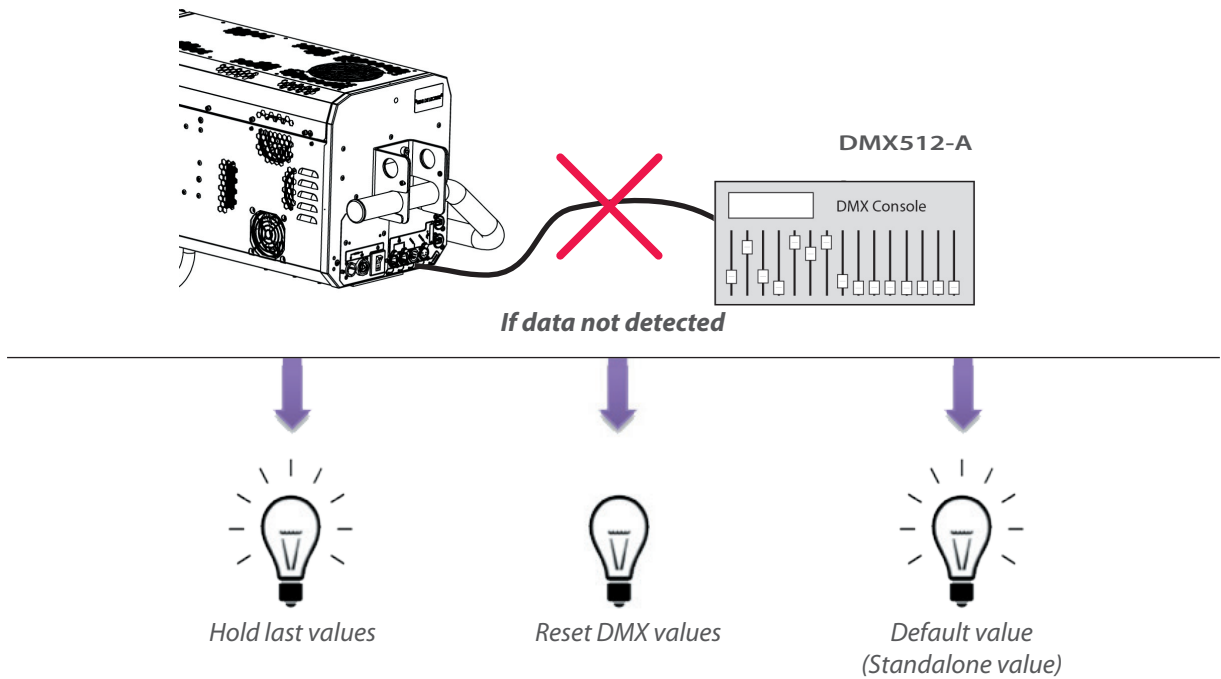 DMX512-A
DMX Console
If data not detected
Hold last values
Reset DMX values
Default value
(Standalone value)